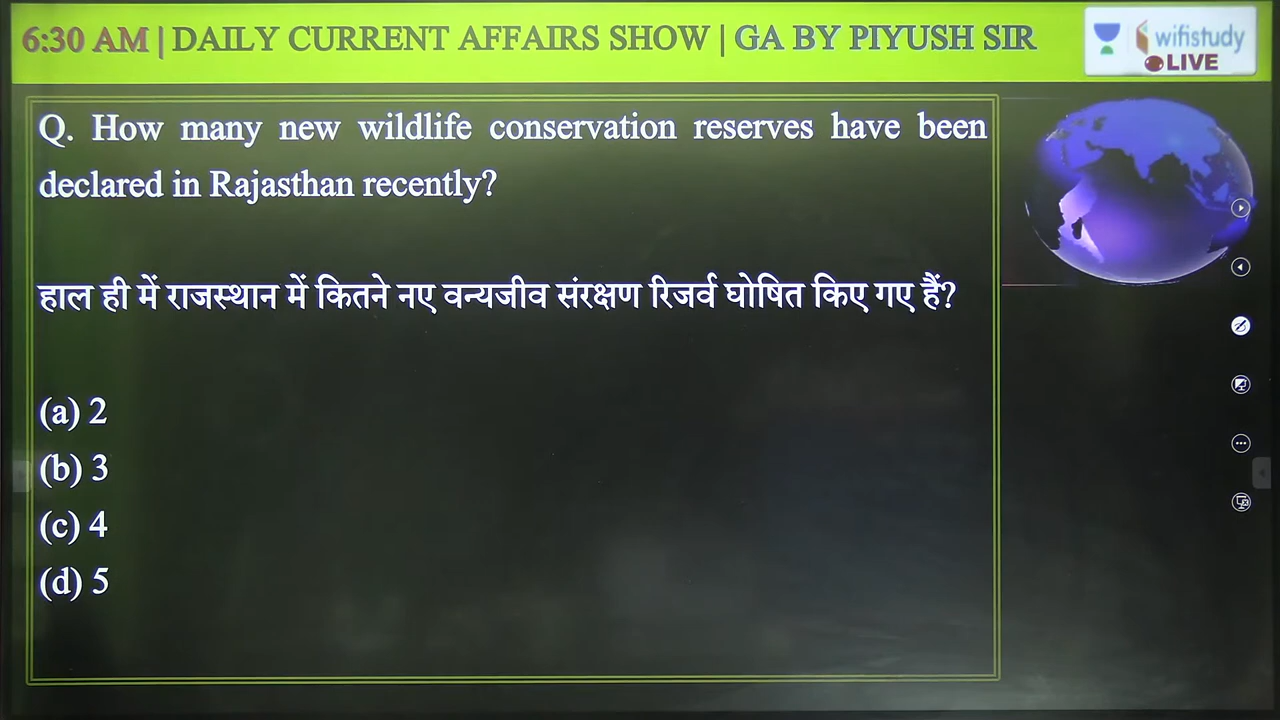 6:30 AM | DAILY CURRENT AFFAIRS SHOW | GA BY PIYUSH SIR
wifistudy
LIVE
Q. How many new wildlife conservation reserves have been
declared in Rajasthan recently?
हाल ही में राजस्थान में कितने नए वन्यजीव संरक्षण रिजर्व घोषित किए गए हैं?
(a) 2
(b) 3
(c) 4
(d) 5